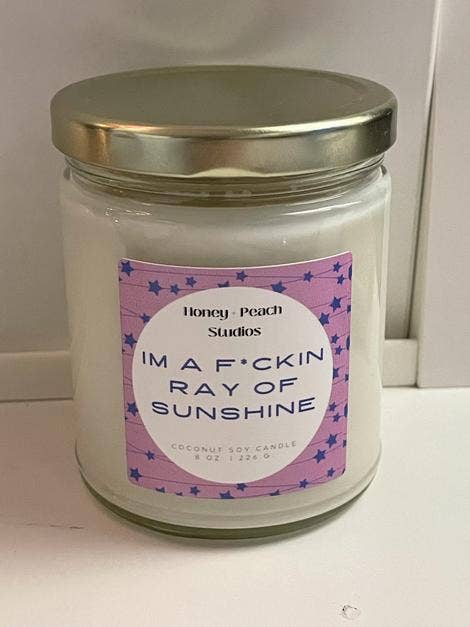 Honey + Peach
Studios
IM A F*CKIN
RAY OF
SUNSHINE
COCONUT SOY CANDLE
8 OZ | 226 G